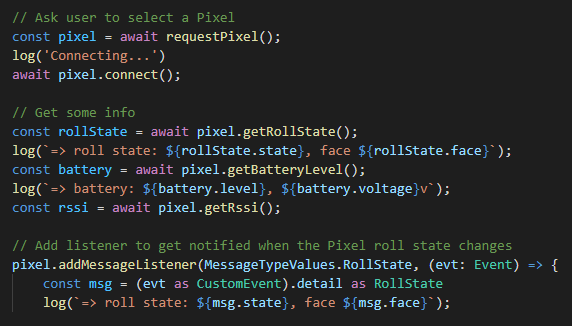 // Ask user to select a Pixel
const pixel = await requestPixel();
log('Connecting...')
await pixel.connect();
// Get some info
const rollState = await pixel.getRollState();
log(`=> roll state: ${rollState.state}, face ${rollState.face}`);
const battery = await pixel.getBatteryLevel();
log(`=> battery: ${battery.level}, ${battery.voltage}v`);
const rssi = await pixel.getRssi();
// Add listener to get notified when the Pixel roll state changes
pixel.addMessageListener(MessageTypeValues.RollState, (evt: Event) => {
const msg = (evt as CustomEvent).detail as RollState
log(`=> roll state: ${msg.state}, face ${msg.face}`);